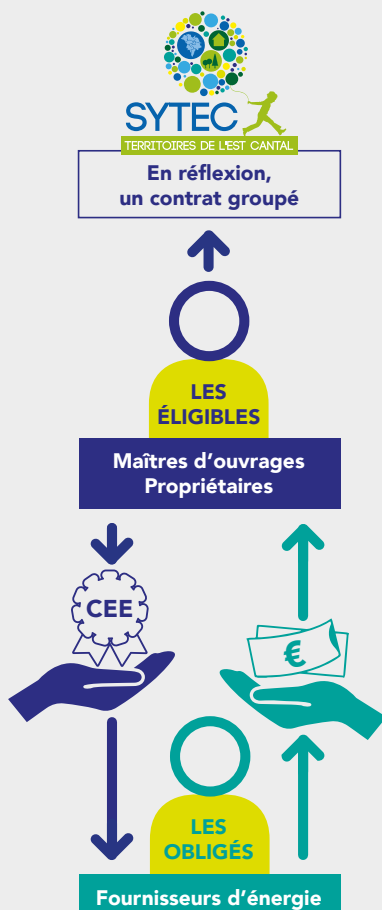 SYTEC
TERRITOIRES DE L'EST CANTAL
En réflexion,
un contrat groupé
LES
ÉLIGIBLES
Maîtres d'ouvrages
Propriétaires
CEE
€
LES
OBLIGÉS
Fournisseurs d'énergie